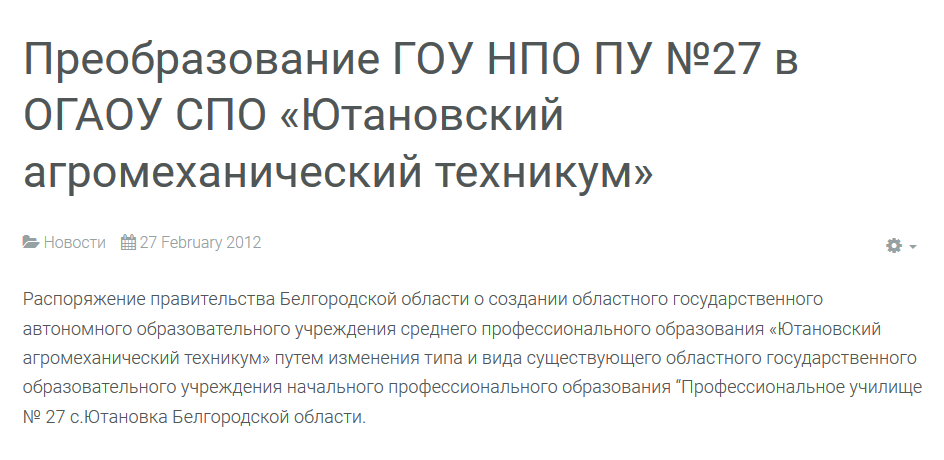 Преобразование ГОУ НПО ПУ №27 в
ОГАОУ СПО «Ютановский
агромеханический техникум»
Новости 27 February 2012
Распоряжение правительства Белгородской области о создании областного государственного
автономного образовательного учреждения среднего профессионального образования «Ютановский
агромеханический техникум» путем изменения типа и вида существующего областного государственного
образовательного учреждения начального профессионального образования “Профессиональное училище
№ 27 с.Ютановка Белгородской области.